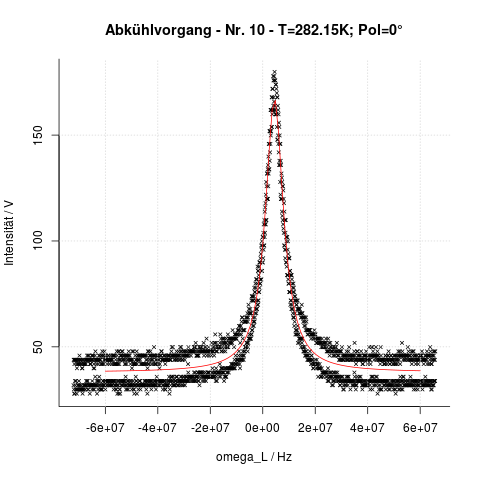 Abkühlvorgang - Nr. 10 - T=282.15K; Pol=0°
Intensität / V
150
100
50
-6e+07 -4e+07 -2e+07 0e+00 2e+07 4e+07 6e+07
omega_L / Hz